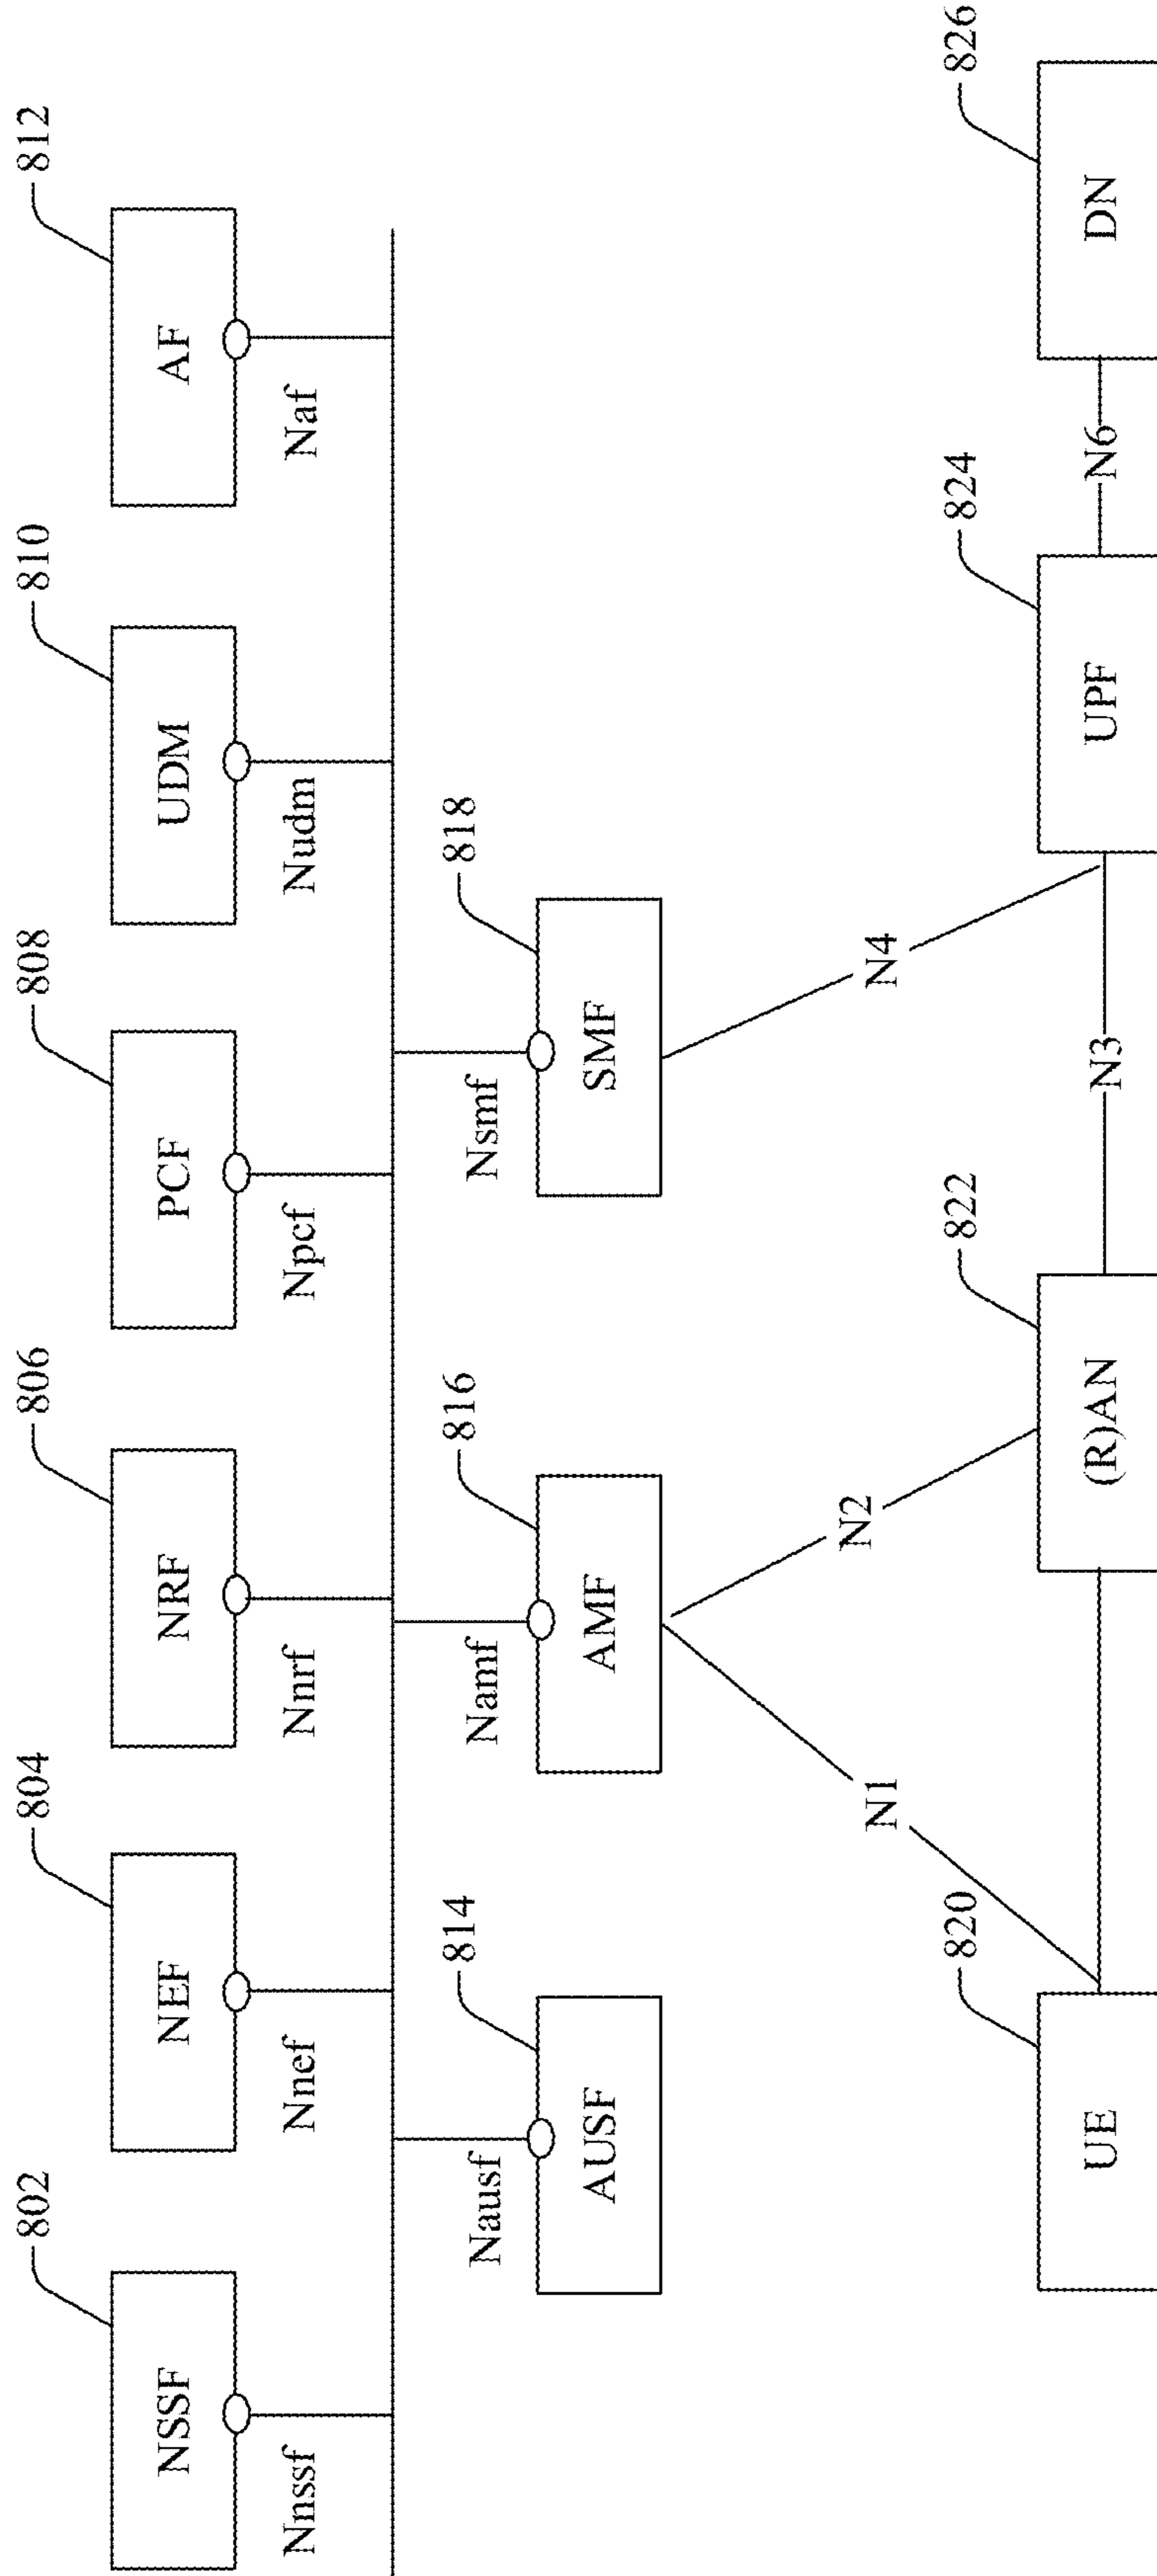 802 804 806 808 810 812
NSSF NEF NRF PCF UDM AF
Nnssf Nnef Nnrf Npcf Nudm Naf
Nausf Namf Nsmf
814 816 818
AUSF AMF SMF
N1 N2 N4
820 822 824 826
UE (R)AN N3 UPF N6 DN